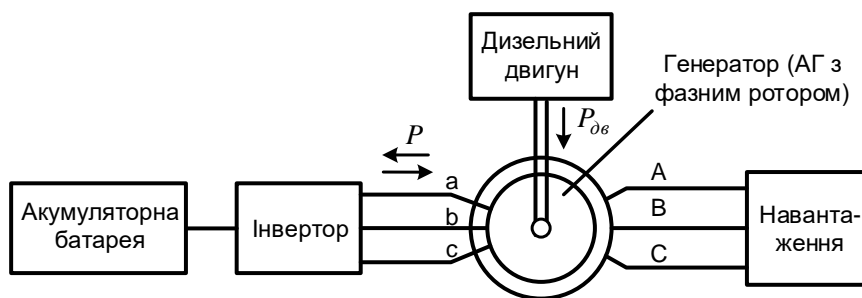 Дизельний
двигун
Генератор (АГ з
фазним ротором)
P
Pдв
Акумуляторна
батарея
Інвертор
a
b
c
A
B
C
Наванта-
ження